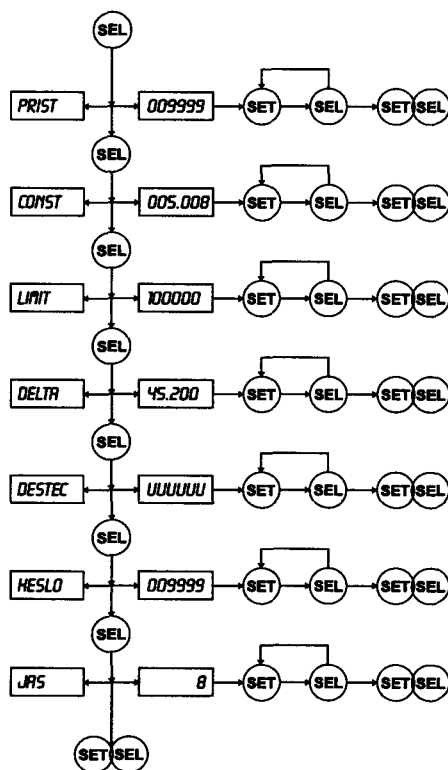 SEL
PRIST 009999 SET SEL SET SEL
SEL
CONST 005.008 SET SEL SET SEL
SEL
LIMIT 100000 SET SEL SET SEL
SEL
DELTA 45.200 SET SEL SET SEL
SEL
DESTEC UUUUUU SET SEL SET SEL
SEL
HESLO 009999 SET SEL SET SEL
SEL
JAS 8 SET SEL SET SEL
SET SEL